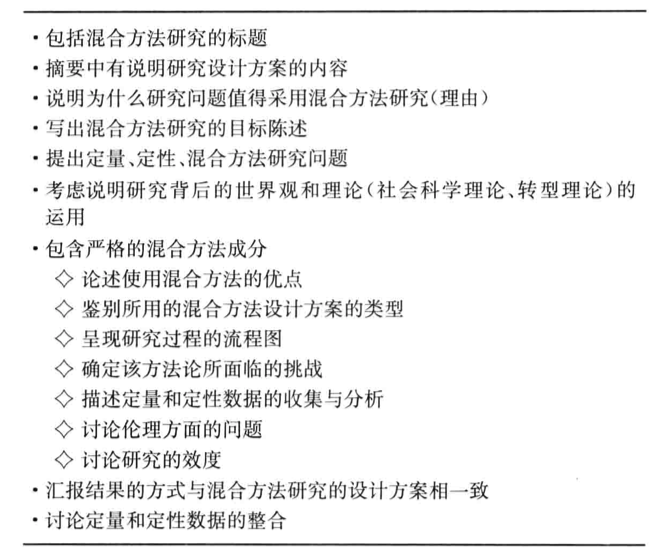 ·包括混合方法研究的标题
·摘要中有说明研究设计方案的内容
·说明为什么研究问题值得采用混合方法研究(理由)
·写出混合方法研究的目标陈述
·提出定量、定性、混合方法研究问题
·考虑说明研究背后的世界观和理论(社会科学理论、转型理论)的
运用
·包含严格的混合方法成分
◇ 论述使用混合方法的优点
◇ 鉴别所用的混合方法设计方案的类型
◇ 呈现研究过程的流程图
◇ 确定该方法论所面临的挑战
◇ 描述定量和定性数据的收集与分析
◇ 讨论伦理方面的问题
◇ 讨论研究的效度
·汇报结果的方式与混合方法研究的设计方案相一致
·讨论定量和定性数据的整合